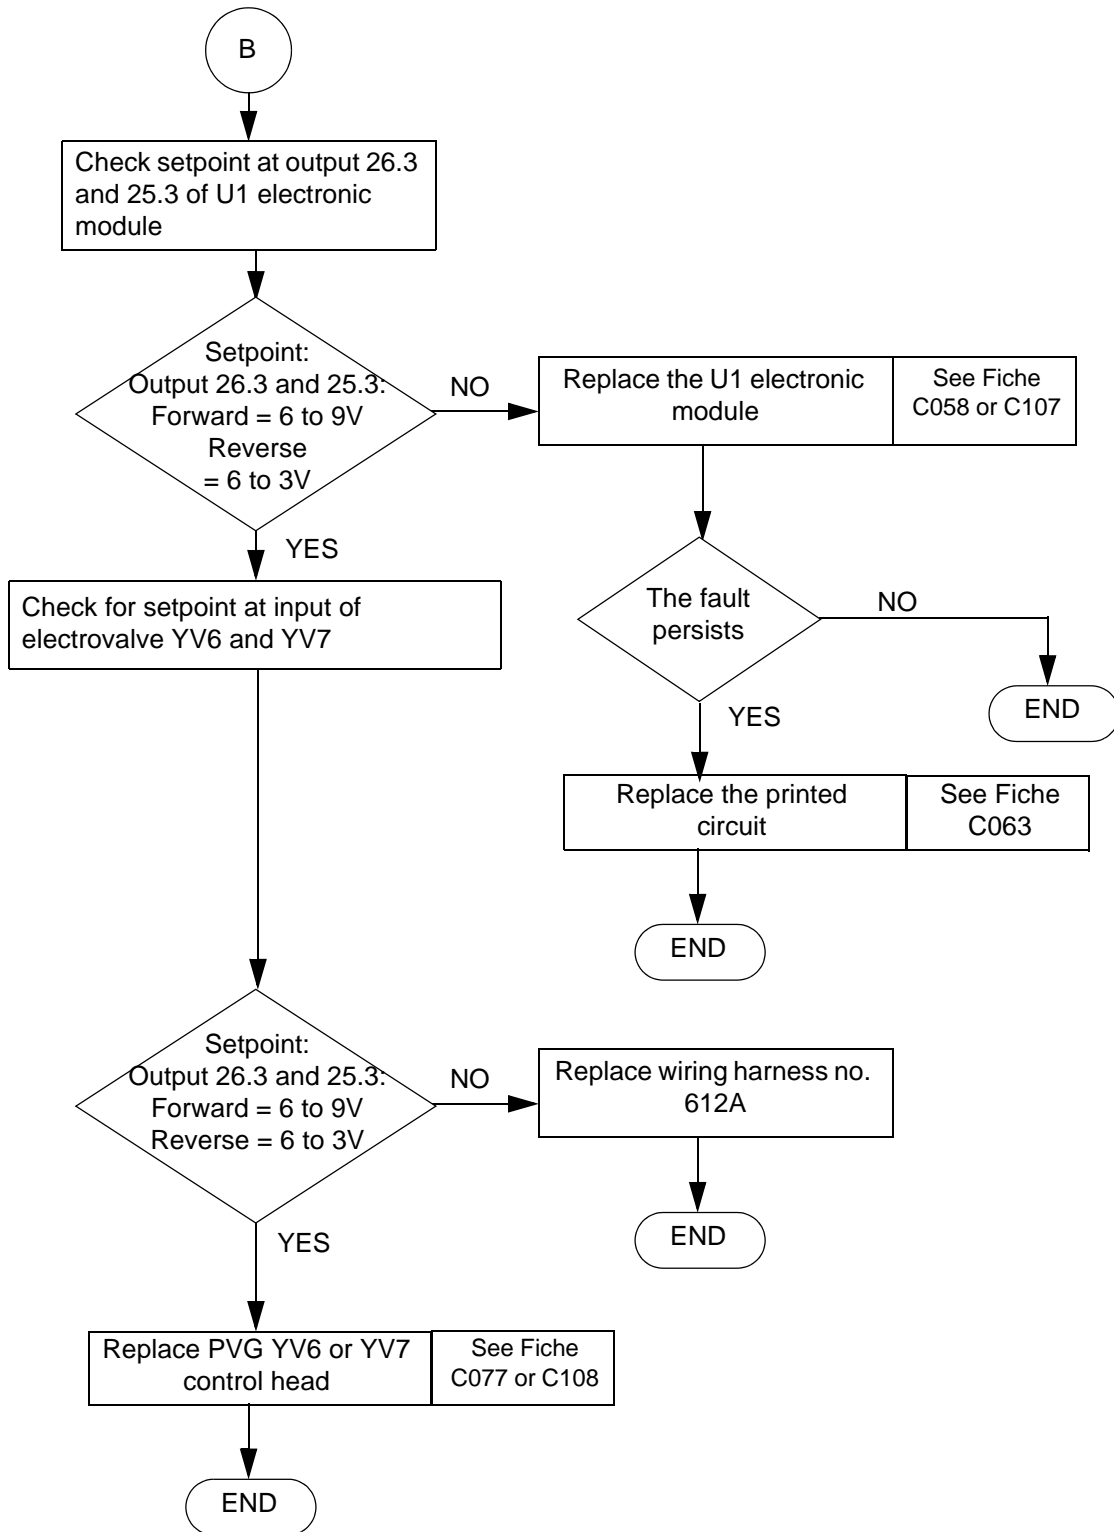 B
Check setpoint at output 26.3
and 25.3 of U1 electronic
module
Setpoint:
Output 26.3 and 25.3:
Forward = 6 to 9V
Reverse
= 6 to 3V
NO
Replace the U1 electronic
module
See Fiche
C058 or C107
YES
The fault
persists
NO
END
YES
Replace the printed
circuit
See Fiche
C063
END
Check for setpoint at input of
electrovalve YV6 and YV7
Setpoint:
Output 26.3 and 25.3:
Forward = 6 to 9V
Reverse = 6 to 3V
NO
Replace wiring harness no.
612A
END
YES
Replace PVG YV6 or YV7
control head
See Fiche
C077 or C108
END